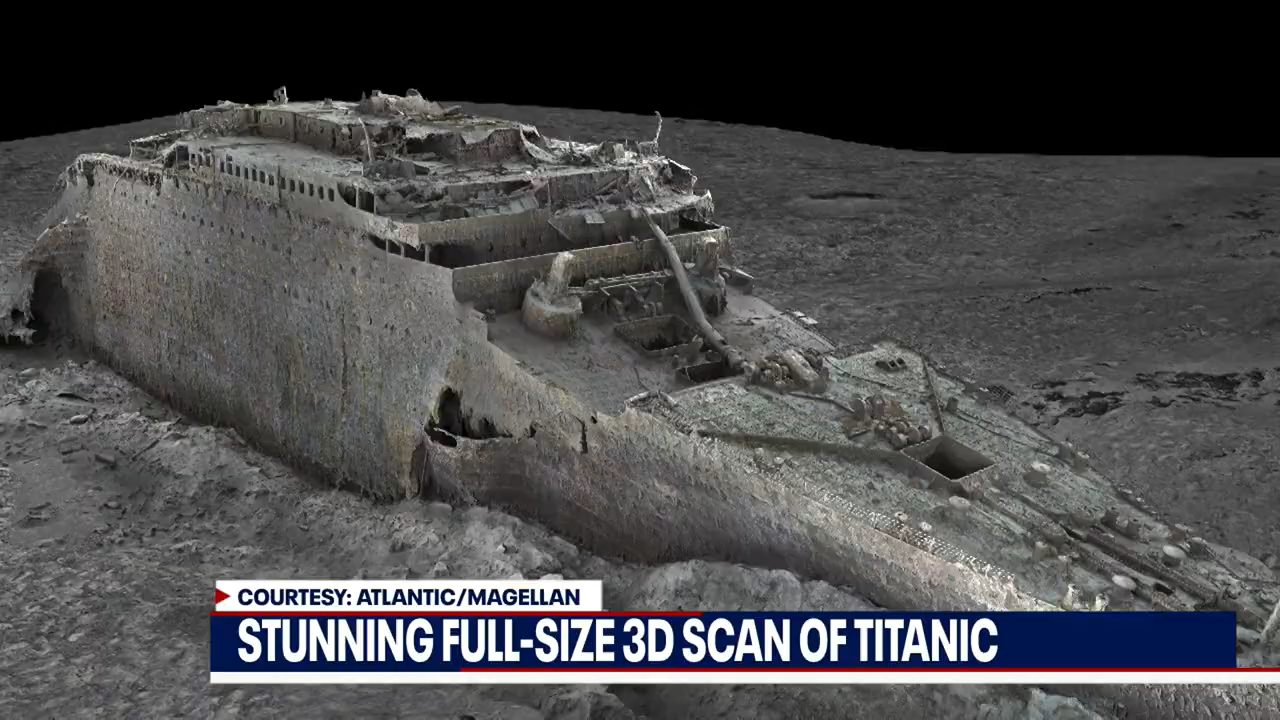 COURTESY: ATLANTIC/MAGELLAN
STUNNING FULL-SIZE 3D SCAN OF TITANIC